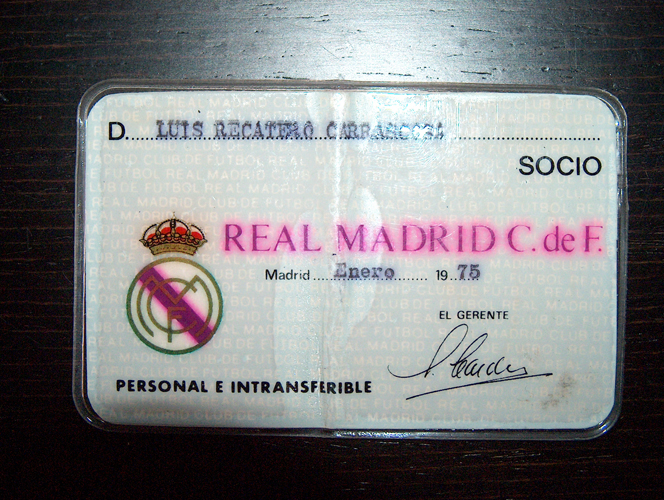 D. LUIS RECATERO CARRASCOSA
SOCIO
REAL MADRID C. de F.
Madrid Enero 19 75
EL GERENTE
PERSONAL E INTRANSFERIBLE